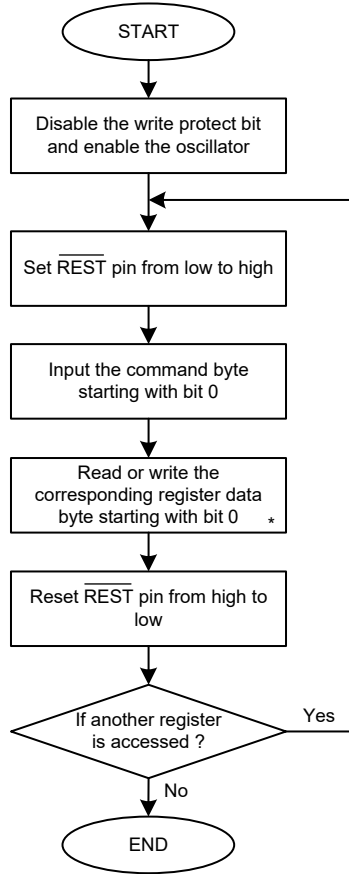 START
Disable the write protect bit
and enable the oscillator
Set REST pin from low to high
Input the command byte
starting with bit 0
Read or write the
corresponding register data
byte starting with bit 0 *
Reset REST pin from high to
low
If another register
is accessed ?
Yes
No
END